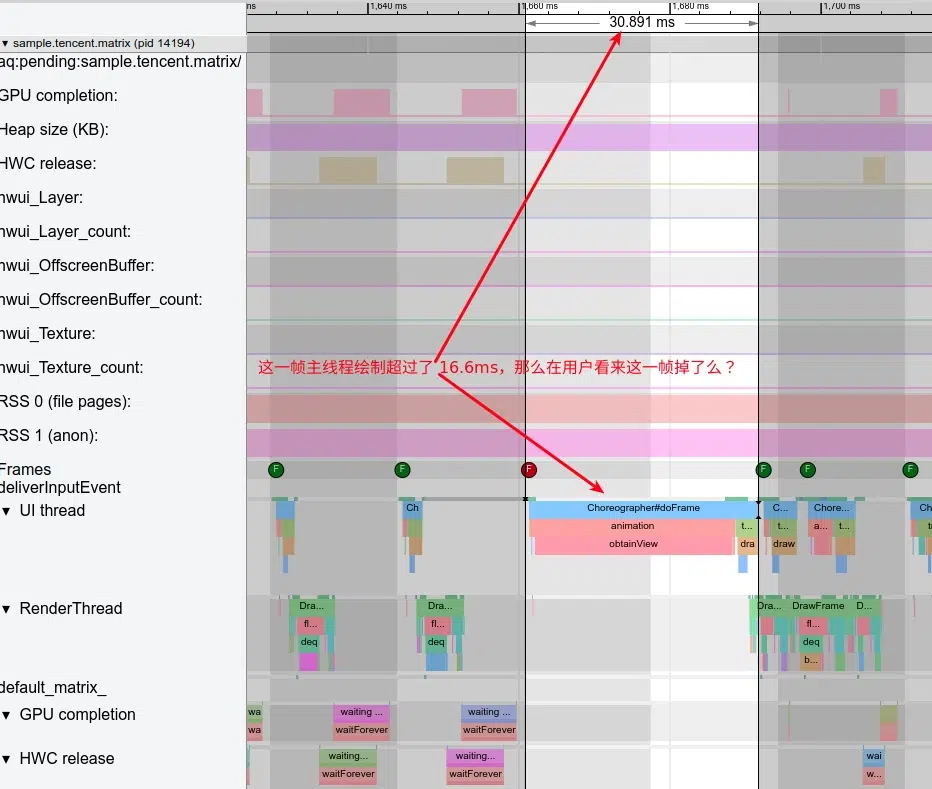 ns 1,640 ms 1,660 ms 1,680 ms 1,700 ms
30.891 ms
▼ sample.tencent.matrix (pid 14194)
aq:pending:sample.tencent.matrix/
GPU completion:
Heap size (KB):
HWC release:
hwui_Layer:
hwui_Layer_count:
hwui_OffscreenBuffer:
hwui_OffscreenBuffer_count:
hwui_Texture:
hwui_Texture_count:
这一帧主线程绘制超过了 16.6ms，那么在用户看来这一帧掉了么？
RSS 0 (file pages):
RSS 1 (anon):
Frames F F F F F F
deliverInputEvent
▼ UI thread Ch Choreographer#doFrame C... Chore... Ch
animation t... t... a... t...
obtainView dra draw
▼ RenderThread Dra... Dra... Dra... DrawFrame D...
fl... fl... fl...
deq deq deq
b...
default_matrix_
▼ GPU completion wa waiting ... waiting ...
wa waitForever waitForever
▼ HWC release waiting... waiting... wai
waitForever waitForever w...